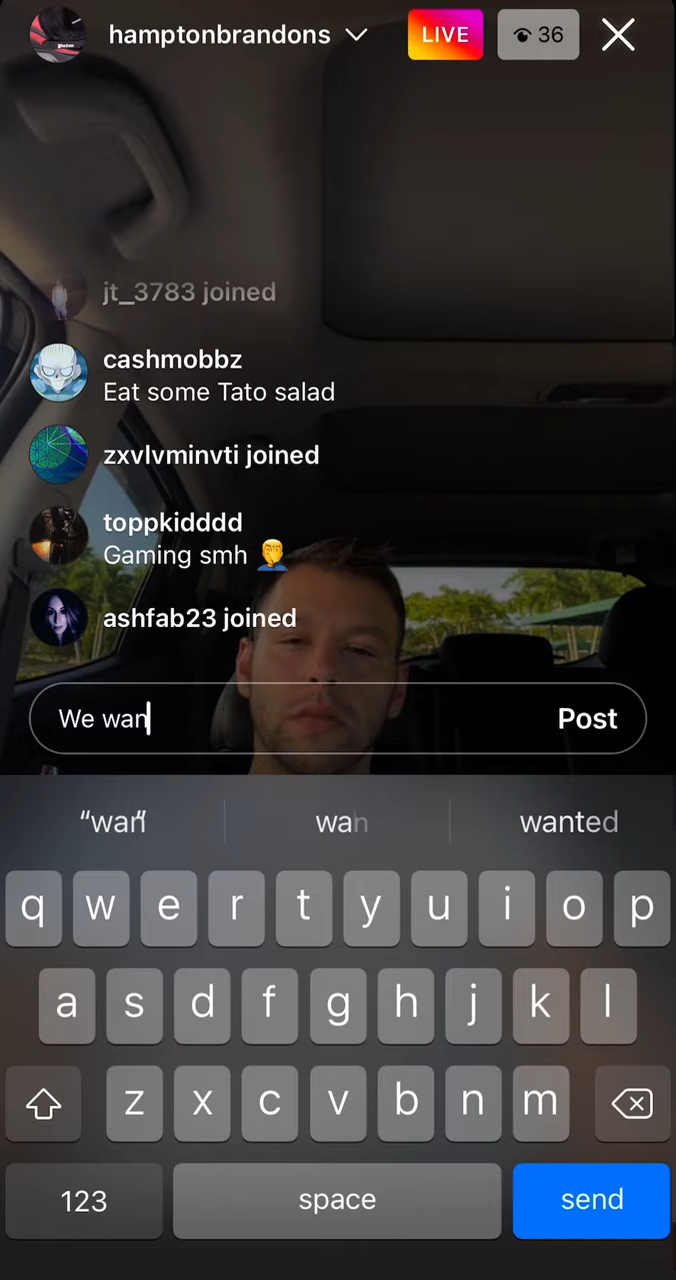 hamptonbrandons
LIVE
36
jt_3783 joined
cashmobbz
Eat some Tato salad
zxvlvminvti joined
toppkidddd
Gaming smh 🤦‍♂️
ashfab23 joined
We wan
Post
“wan” wan wanted
q w e r t y u i o p
a s d f g h j k l
z x c v b n m
123 space send